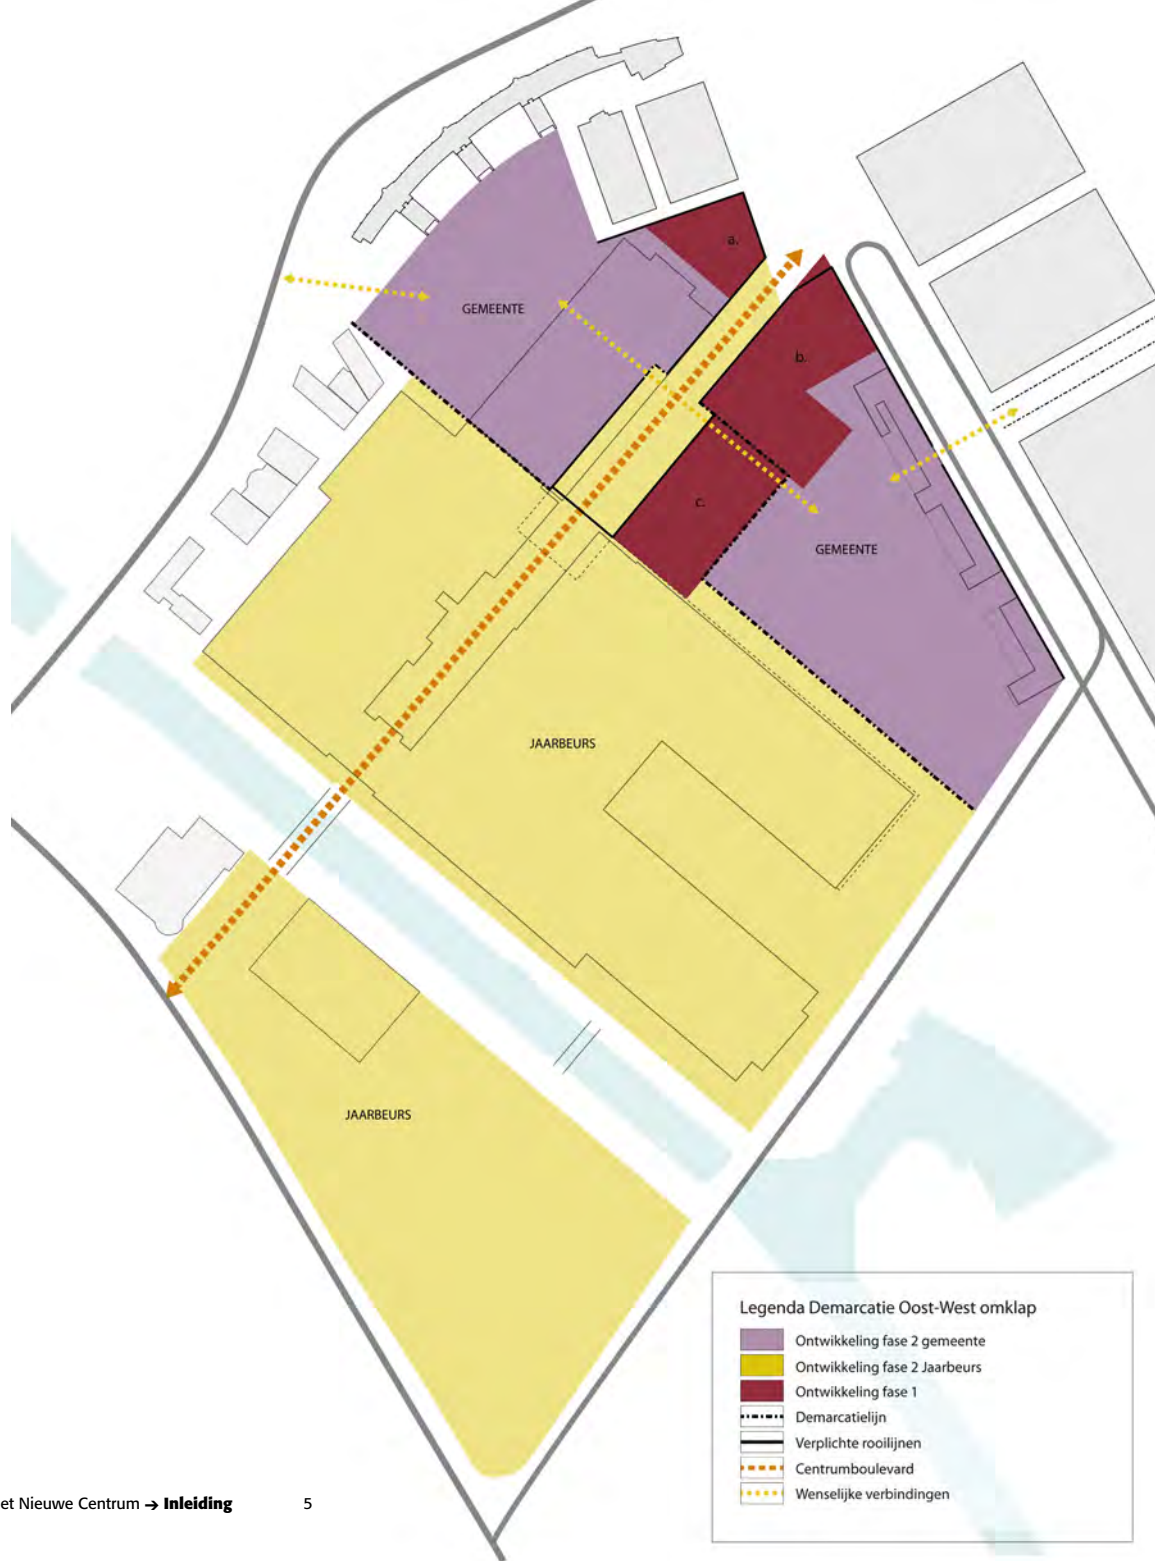 a.
GEMEENTE
b.
c.
GEMEENTE
JAARBEURS
JAARBEURS
Legenda Demarcatie Oost-West omklap
Ontwikkeling fase 2 gemeente
Ontwikkeling fase 2 Jaarbeurs
Ontwikkeling fase 1
Demarcatielijn
Verplichte rooilijnen
Centrumboulevard
Wenselijke verbindingen
et Nieuwe Centrum → Inleiding 5